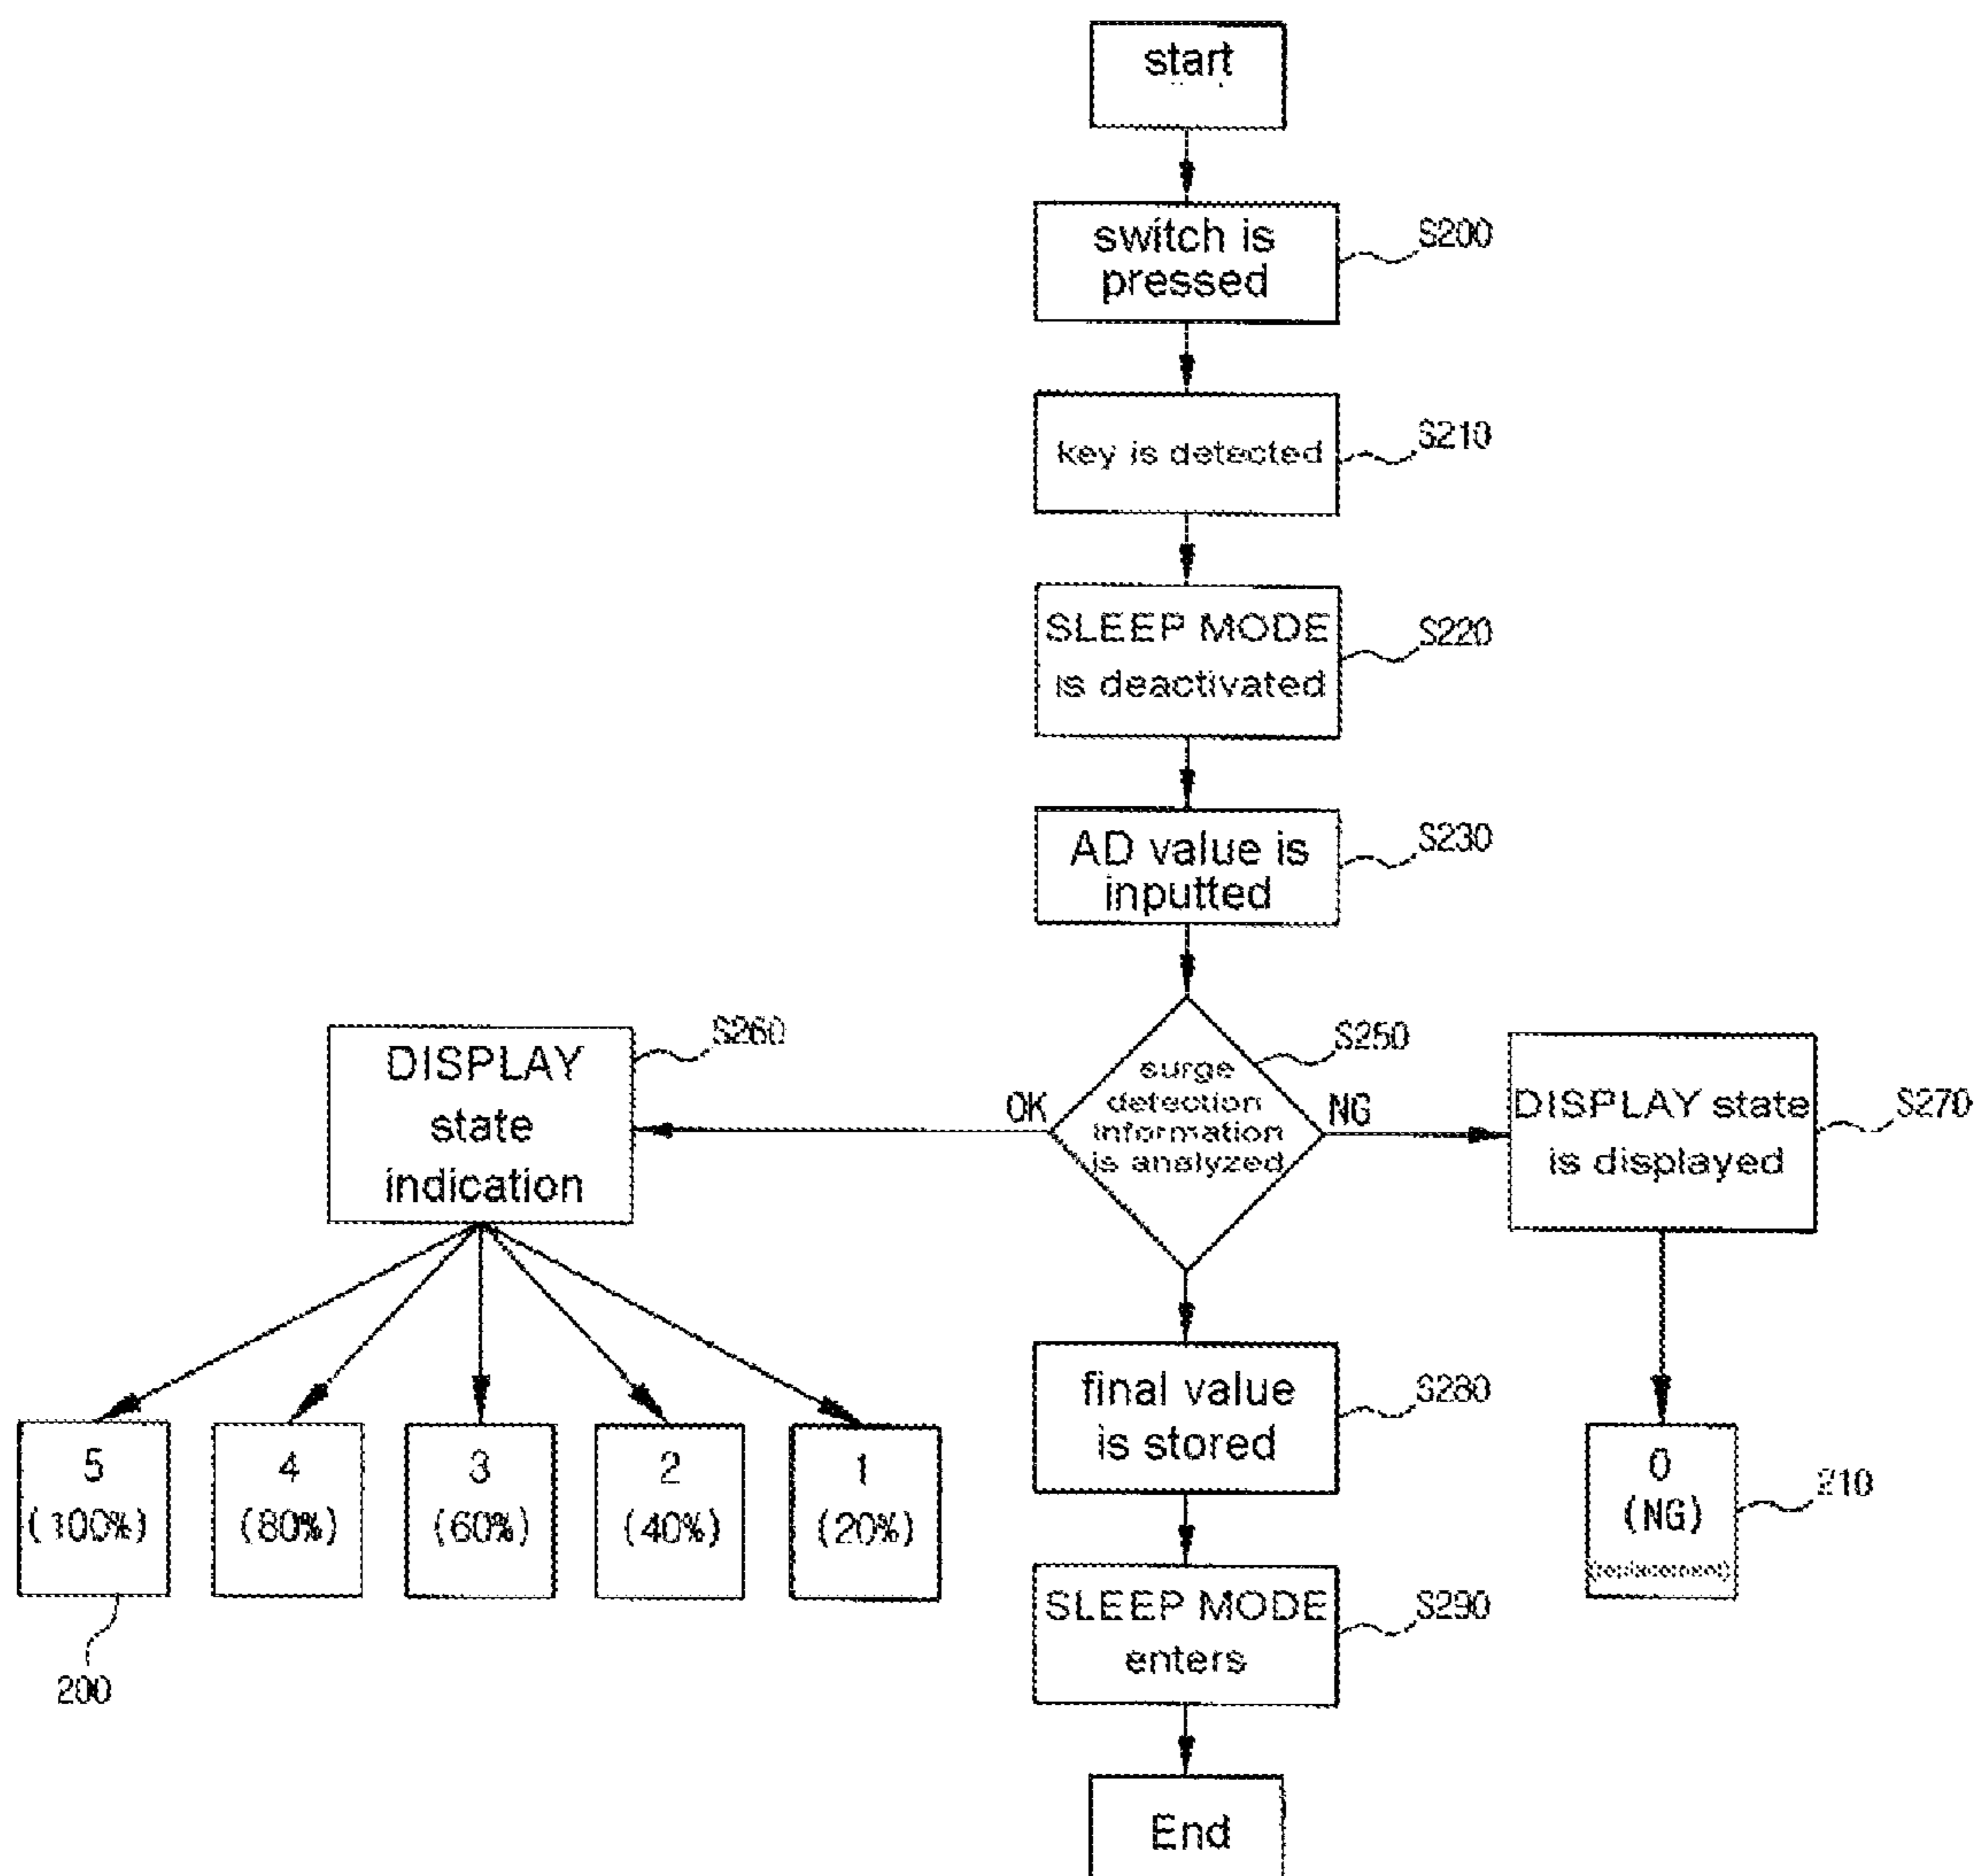 start
switch is
pressed
S200
key is detected
S210
SLEEP MODE
is deactivated
S220
AD value is
inputted
S230
surge
detection
information
is analyzed
S250
OK
NG
DISPLAY
state
indication
S260
DISPLAY state
is displayed
S270
5
(100%)
4
(80%)
3
(60%)
2
(40%)
1
(20%)
200
final value
is stored
S280
0
(NG)
(replacement)
210
SLEEP MODE
enters
S290
End